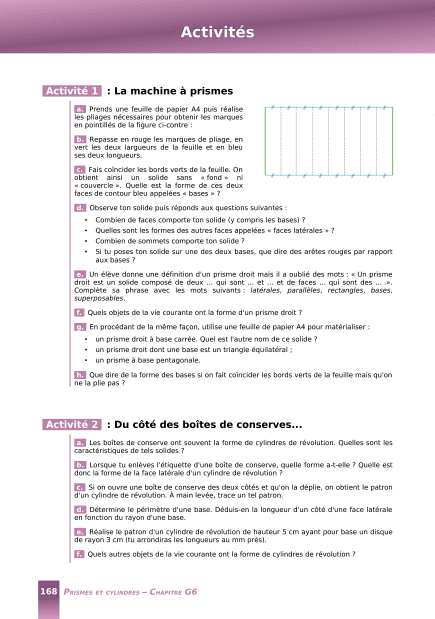 Activités
Activité 1 : La machine à prismes
a. Prends une feuille de papier A4 puis réalise
les pliages nécessaires pour obtenir les marques
en pointillés de la figure ci-contre :
b. Repasse en rouge les marques de pliage, en
vert les deux largeurs de la feuille et en bleu
ses deux longueurs.
c. Fais coïncider les bords verts de la feuille. On
obtient ainsi un solide sans « fond » ni
« couvercle ». Quelle est la forme de ces deux
faces de contour bleu appelées « bases » ?
d. Observe ton solide puis réponds aux questions suivantes :
• Combien de faces comporte ton solide (y compris les bases) ?
• Quelles sont les formes des autres faces appelées « faces latérales » ?
• Combien de sommets comporte ton solide ?
• Si tu poses ton solide sur une des deux bases, que dire des arêtes rouges par rapport
aux bases ?
e. Un élève donne une définition d'un prisme droit mais il a oublié des mots : « Un prisme
droit est un solide composé de deux ... qui sont ... et ... et de faces ... qui sont des ... .».
Complète sa phrase avec les mots suivants : latérales, parallèles, rectangles, bases,
superposables.
f. Quels objets de la vie courante ont la forme d'un prisme droit ?
g. En procédant de la même façon, utilise une feuille de papier A4 pour matérialiser :
• un prisme droit à base carrée. Quel est l'autre nom de ce solide ?
• un prisme droit dont une base est un triangle équilatéral ;
• un prisme à base pentagonale.
h. Que dire de la forme des bases si on fait coïncider les bords verts de la feuille mais qu'on
ne la plie pas ?
Activité 2 : Du côté des boîtes de conserves...
a. Les boîtes de conserve ont souvent la forme de cylindres de révolution. Quelles sont les
caractéristiques de tels solides ?
b. Lorsque tu enlèves l'étiquette d'une boîte de conserve, quelle forme a-t-elle ? Quelle est
donc la forme de la face latérale d'un cylindre de révolution ?
c. Si on ouvre une boîte de conserve des deux côtés et qu'on la déplie, on obtient le patron
d'un cylindre de révolution. À main levée, trace un tel patron.
d. Détermine le périmètre d'une base. Déduis-en la longueur d'un côté d'une face latérale
en fonction du rayon d'une base.
e. Réalise le patron d'un cylindre de révolution de hauteur 5 cm ayant pour base un disque
de rayon 3 cm (tu arrondiras les longueurs au mm près).
f. Quels autres objets de la vie courante ont la forme de cylindres de révolution ?
168 PRISMES ET CYLINDRES – CHAPITRE G6